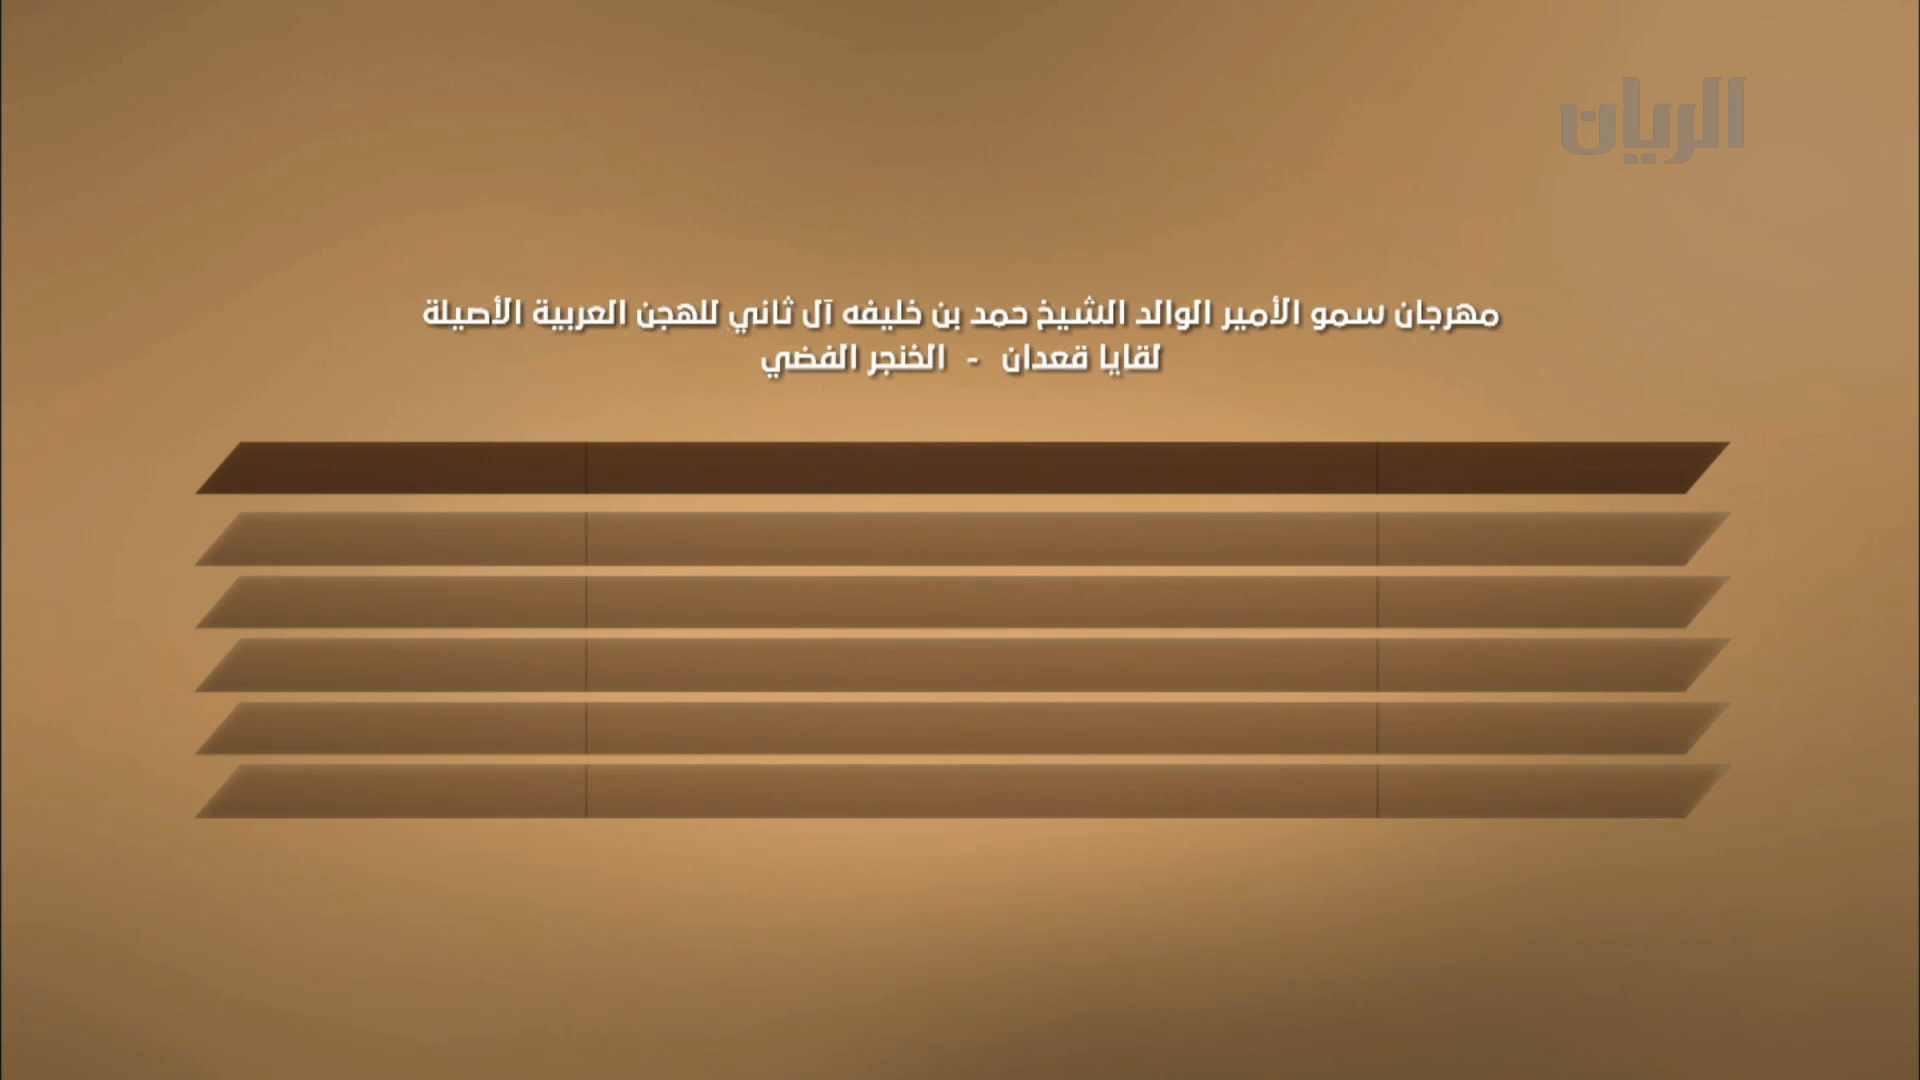 الريان
مهرجان سمو الأمير الوالد الشيخ حمد بن خليفه آل ثاني للهجن العربية الأصيلة
لقايا قعدان - الخنجر الفضي